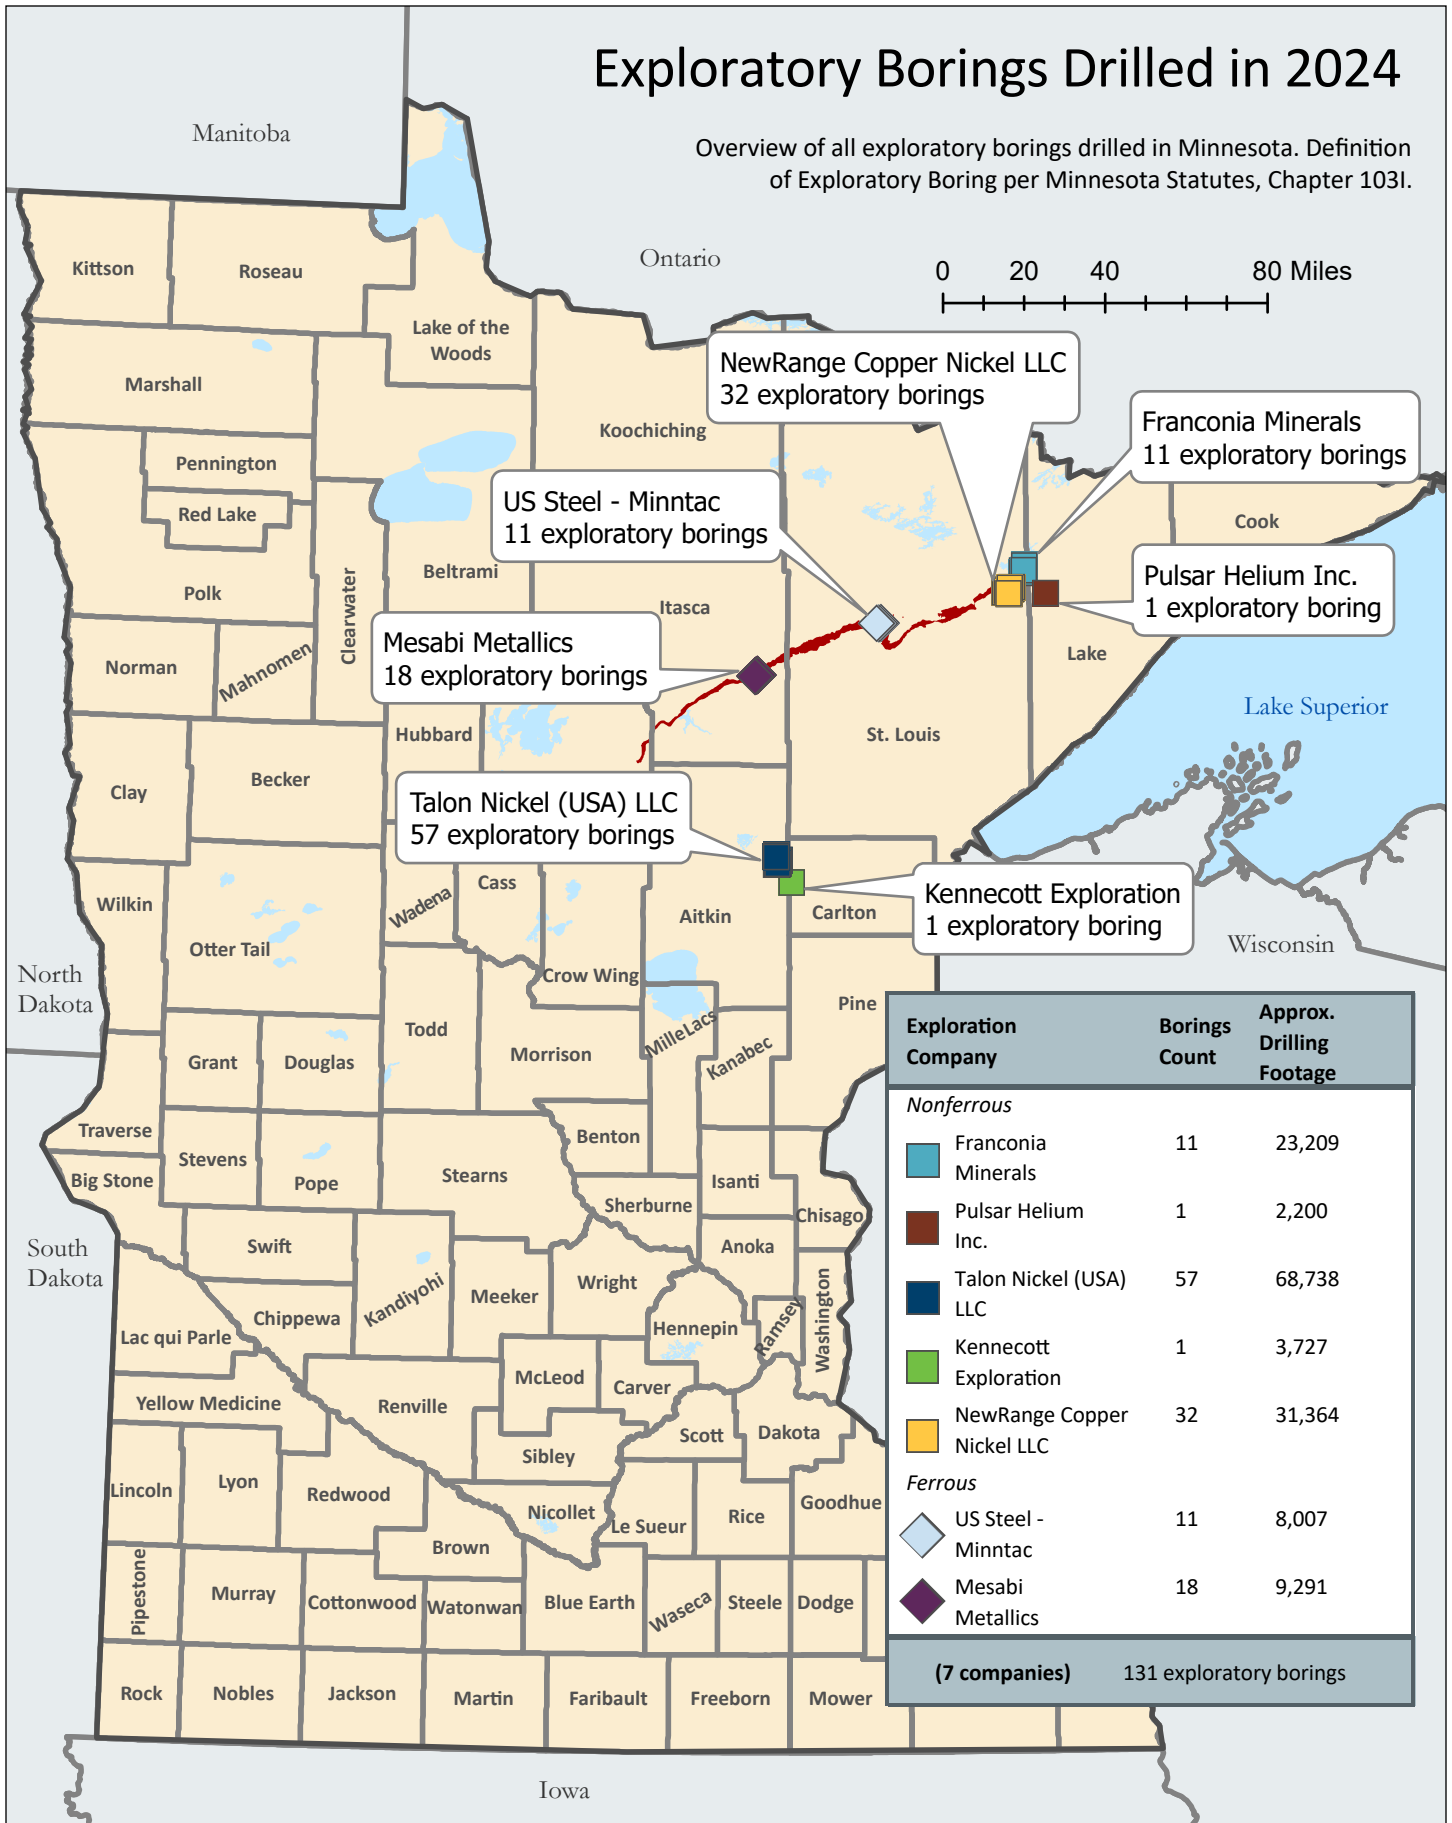 Exploratory Borings Drilled in 2024
Overview of all exploratory borings drilled in Minnesota. Definition
of Exploratory Boring per Minnesota Statutes, Chapter 103I.
Manitoba
Ontario
0 20 40 80 Miles
Kittson
Roseau
Lake of the
Woods
Marshall
NewRange Copper Nickel LLC
32 exploratory borings
Franconia Minerals
11 exploratory borings
Koochiching
Pennington
Red Lake
US Steel - Minntac
11 exploratory borings
Cook
Beltrami
Pulsar Helium Inc.
1 exploratory boring
Polk
Clearwater
Itasca
Mesabi Metallics
18 exploratory borings
Norman
Mahnomen
Lake
Lake Superior
Hubbard
St. Louis
Becker
Clay
Talon Nickel (USA) LLC
57 exploratory borings
Cass
Wadena
Wilkin
Aitkin
Carlton
Kennecott Exploration
1 exploratory boring
Wisconsin
Otter Tail
Crow Wing
North
Dakota
Pine
Todd
Morrison
Mille Lacs
Kanabec
Grant
Douglas
Traverse
Benton
Stevens
Big Stone
Pope
Stearns
Isanti
Sherburne
Chisago
South
Dakota
Swift
Anoka
Kandiyohi
Meeker
Wright
Chippewa
Washington
Lac qui Parle
Hennepin
Ramsey
McLeod
Carver
Yellow Medicine
Renville
Scott
Dakota
Sibley
Lincoln
Lyon
Redwood
Nicollet
Le Sueur
Rice
Goodhue
Brown
Pipestone
Murray
Cottonwood
Watonwan
Blue Earth
Waseca
Steele
Dodge
Rock
Nobles
Jackson
Martin
Faribault
Freeborn
Mower
Iowa
Exploration
Company
Borings
Count
Approx.
Drilling
Footage
Nonferrous
Franconia
Minerals
11 23,209
Pulsar Helium
Inc.
1 2,200
Talon Nickel (USA)
LLC
57 68,738
Kennecott
Exploration
1 3,727
NewRange Copper
Nickel LLC
32 31,364
Ferrous
US Steel -
Minntac
11 8,007
Mesabi
Metallics
18 9,291
(7 companies) 131 exploratory borings